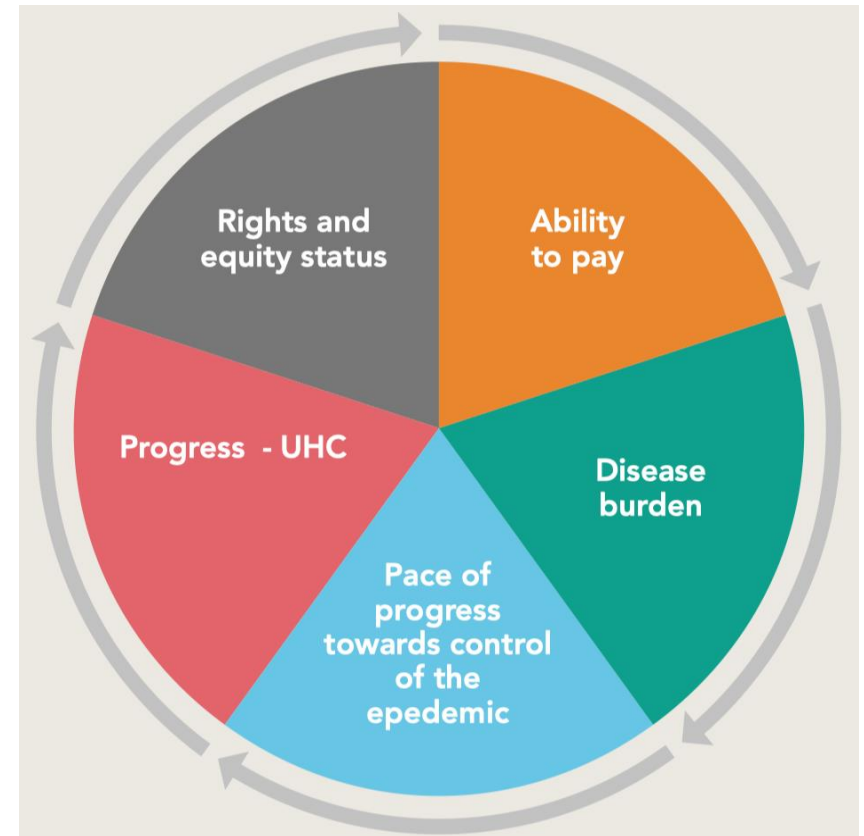 Rights and
equity status
Ability
to pay
Progress - UHC
Disease
burden
Pace of
progress
towards control
of the
epedemic